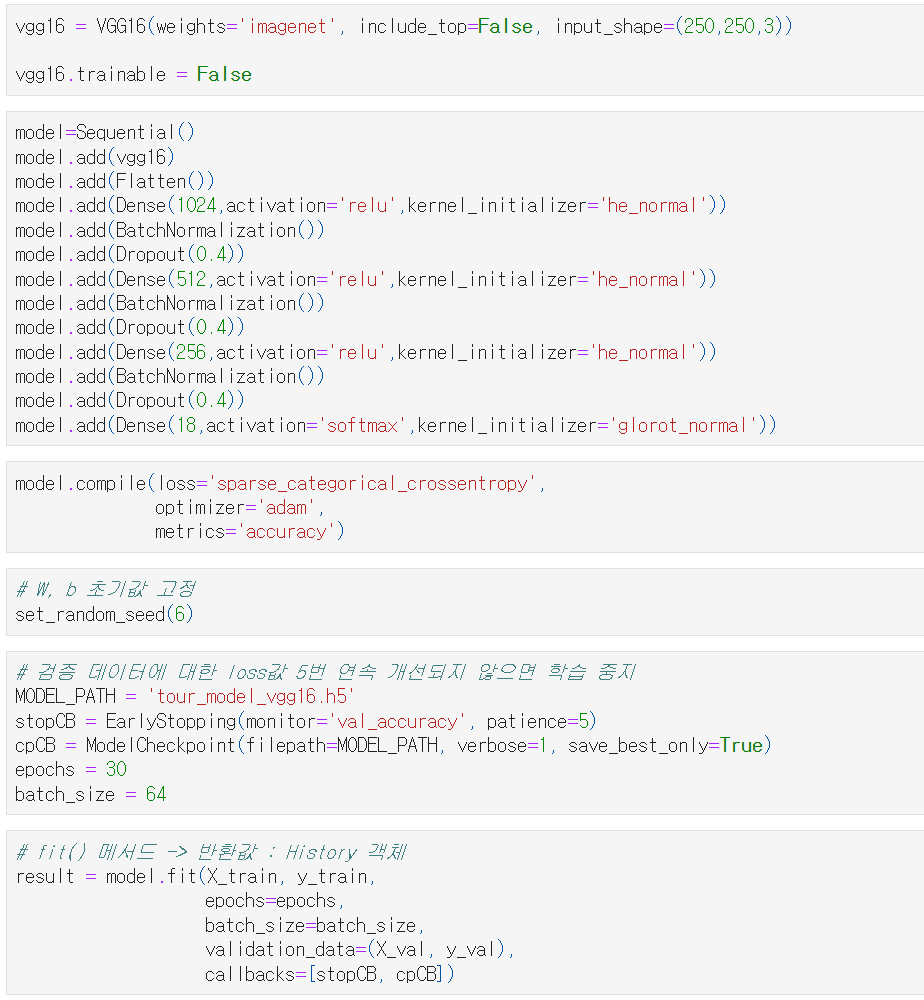 vgg16 = VGG16(weights='imagenet', include_top=False, input_shape=(250,250,3))
vgg16.trainable = False
model=Sequential()
model.add(vgg16)
model.add(Flatten())
model.add(Dense(1024,activation='relu',kernel_initializer='he_normal'))
model.add(BatchNormalization())
model.add(Dropout(0.4))
model.add(Dense(512,activation='relu',kernel_initializer='he_normal'))
model.add(BatchNormalization())
model.add(Dropout(0.4))
model.add(Dense(256,activation='relu',kernel_initializer='he_normal'))
model.add(BatchNormalization())
model.add(Dropout(0.4))
model.add(Dense(18,activation='softmax',kernel_initializer='glorot_normal'))
model.compile(loss='sparse_categorical_crossentropy',
optimizer='adam',
metrics='accuracy')
# W, b 초기값 고정
set_random_seed(6)
# 검증 데이터에 대한 loss값 5번 연속 개선되지 않으면 학습 중지
MODEL_PATH = 'tour_model_vgg16.h5'
stopCB = EarlyStopping(monitor='val_accuracy', patience=5)
cpCB = ModelCheckpoint(filepath=MODEL_PATH, verbose=1, save_best_only=True)
epochs = 30
batch_size = 64
# fit() 메서드 -> 반환값 : History 객체
result = model.fit(X_train, y_train,
epochs=epochs,
batch_size=batch_size,
validation_data=(X_val, y_val),
callbacks=[stopCB, cpCB])